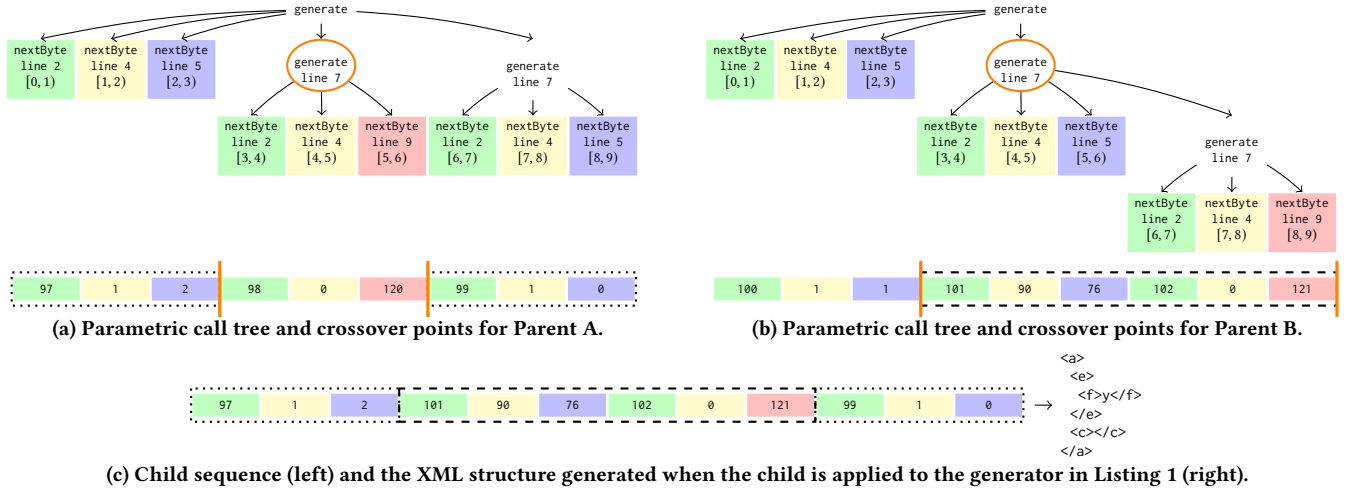 generate
nextByte nextByte nextByte
line 2 line 4 line 5
[0, 1) [1, 2) [2, 3)
generate
line 7
generate
line 7
nextByte nextByte nextByte nextByte nextByte nextByte
line 2 line 4 line 9 line 2 line 4 line 5
[3, 4) [4, 5) [5, 6) [6, 7) [7, 8) [8, 9)
97 1 2 98 0 120 99 1 0
(a) Parametric call tree and crossover points for Parent A.
generate
nextByte nextByte nextByte
line 2 line 4 line 5
[0, 1) [1, 2) [2, 3)
generate
line 7
nextByte nextByte nextByte
line 2 line 4 line 5
[3, 4) [4, 5) [5, 6)
generate
line 7
nextByte nextByte nextByte
line 2 line 4 line 9
[6, 7) [7, 8) [8, 9)
100 1 1 101 90 76 102 0 121
(b) Parametric call tree and crossover points for Parent B.
97 1 2 101 90 76 102 0 121 99 1 0
<a>
<e>
<f>y</f>
</e>
<c></c>
</a>
(c) Child sequence (left) and the XML structure generated when the child is applied to the generator in Listing 1 (right).